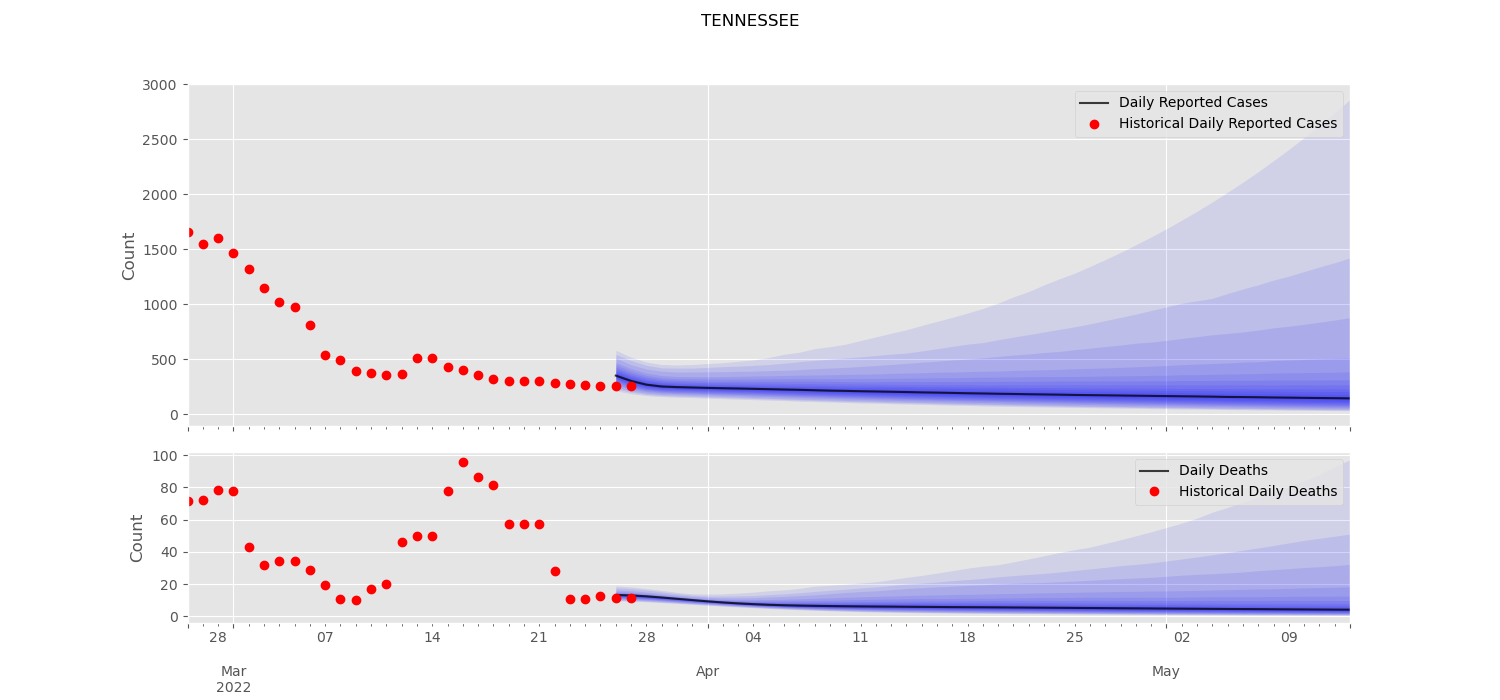 TENNESSEE
3000
2500
2000
1500
1000
500
0
Count
Daily Reported Cases
Historical Daily Reported Cases
100
80
60
40
20
0
Count
Daily Deaths
Historical Daily Deaths
28 07 14 21 28 04 11 18 25 02 09
Mar Apr May
2022